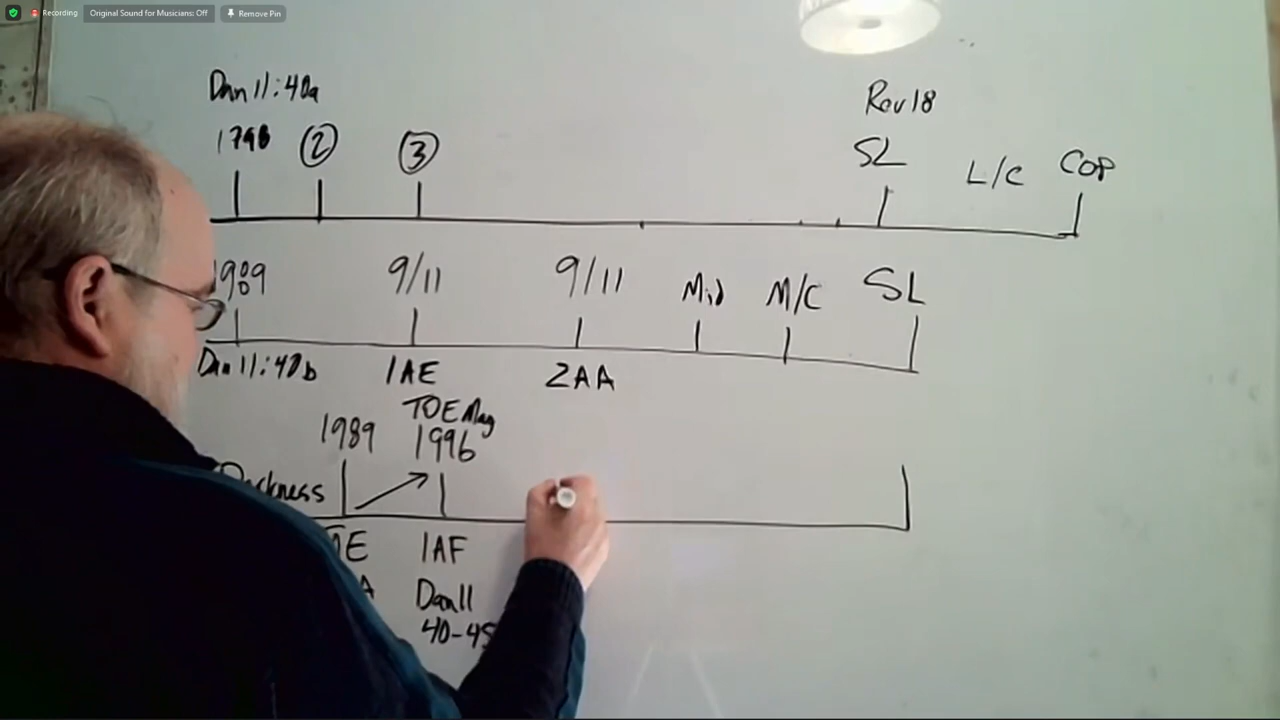 Recording Original Sound for Musicians: Off Remove Pin
Dan 11:40a
Rev 18
1798 2 3
SL L/C COP
1989 9/11 9/11 Mid M/C SL
Dan 11:40b 1AE 2AA
TOE Mag
1989 1996
Darkness
1AF
Dan 11
40-45